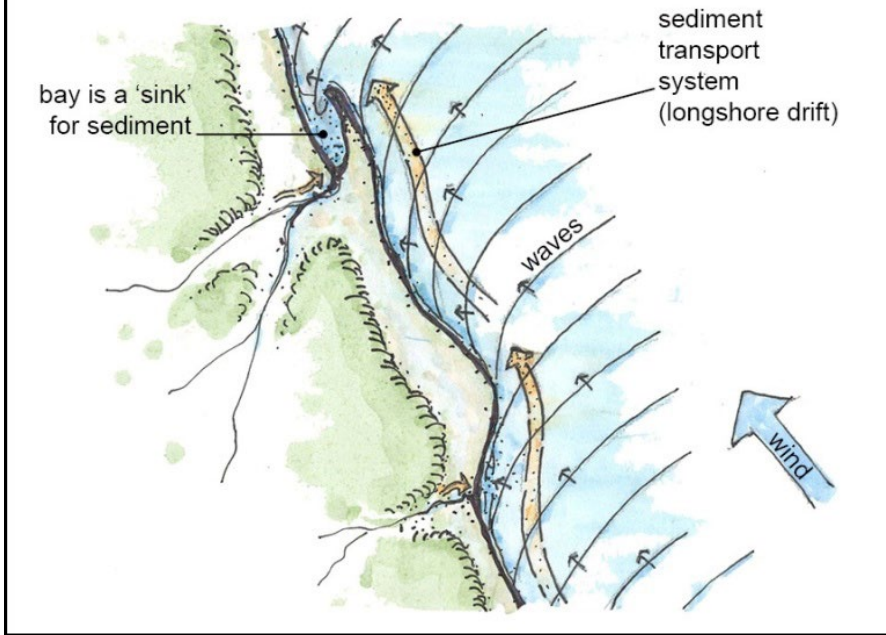 sediment
transport
system
(longshore drift)
bay is a ‘sink’
for sediment
waves
wind